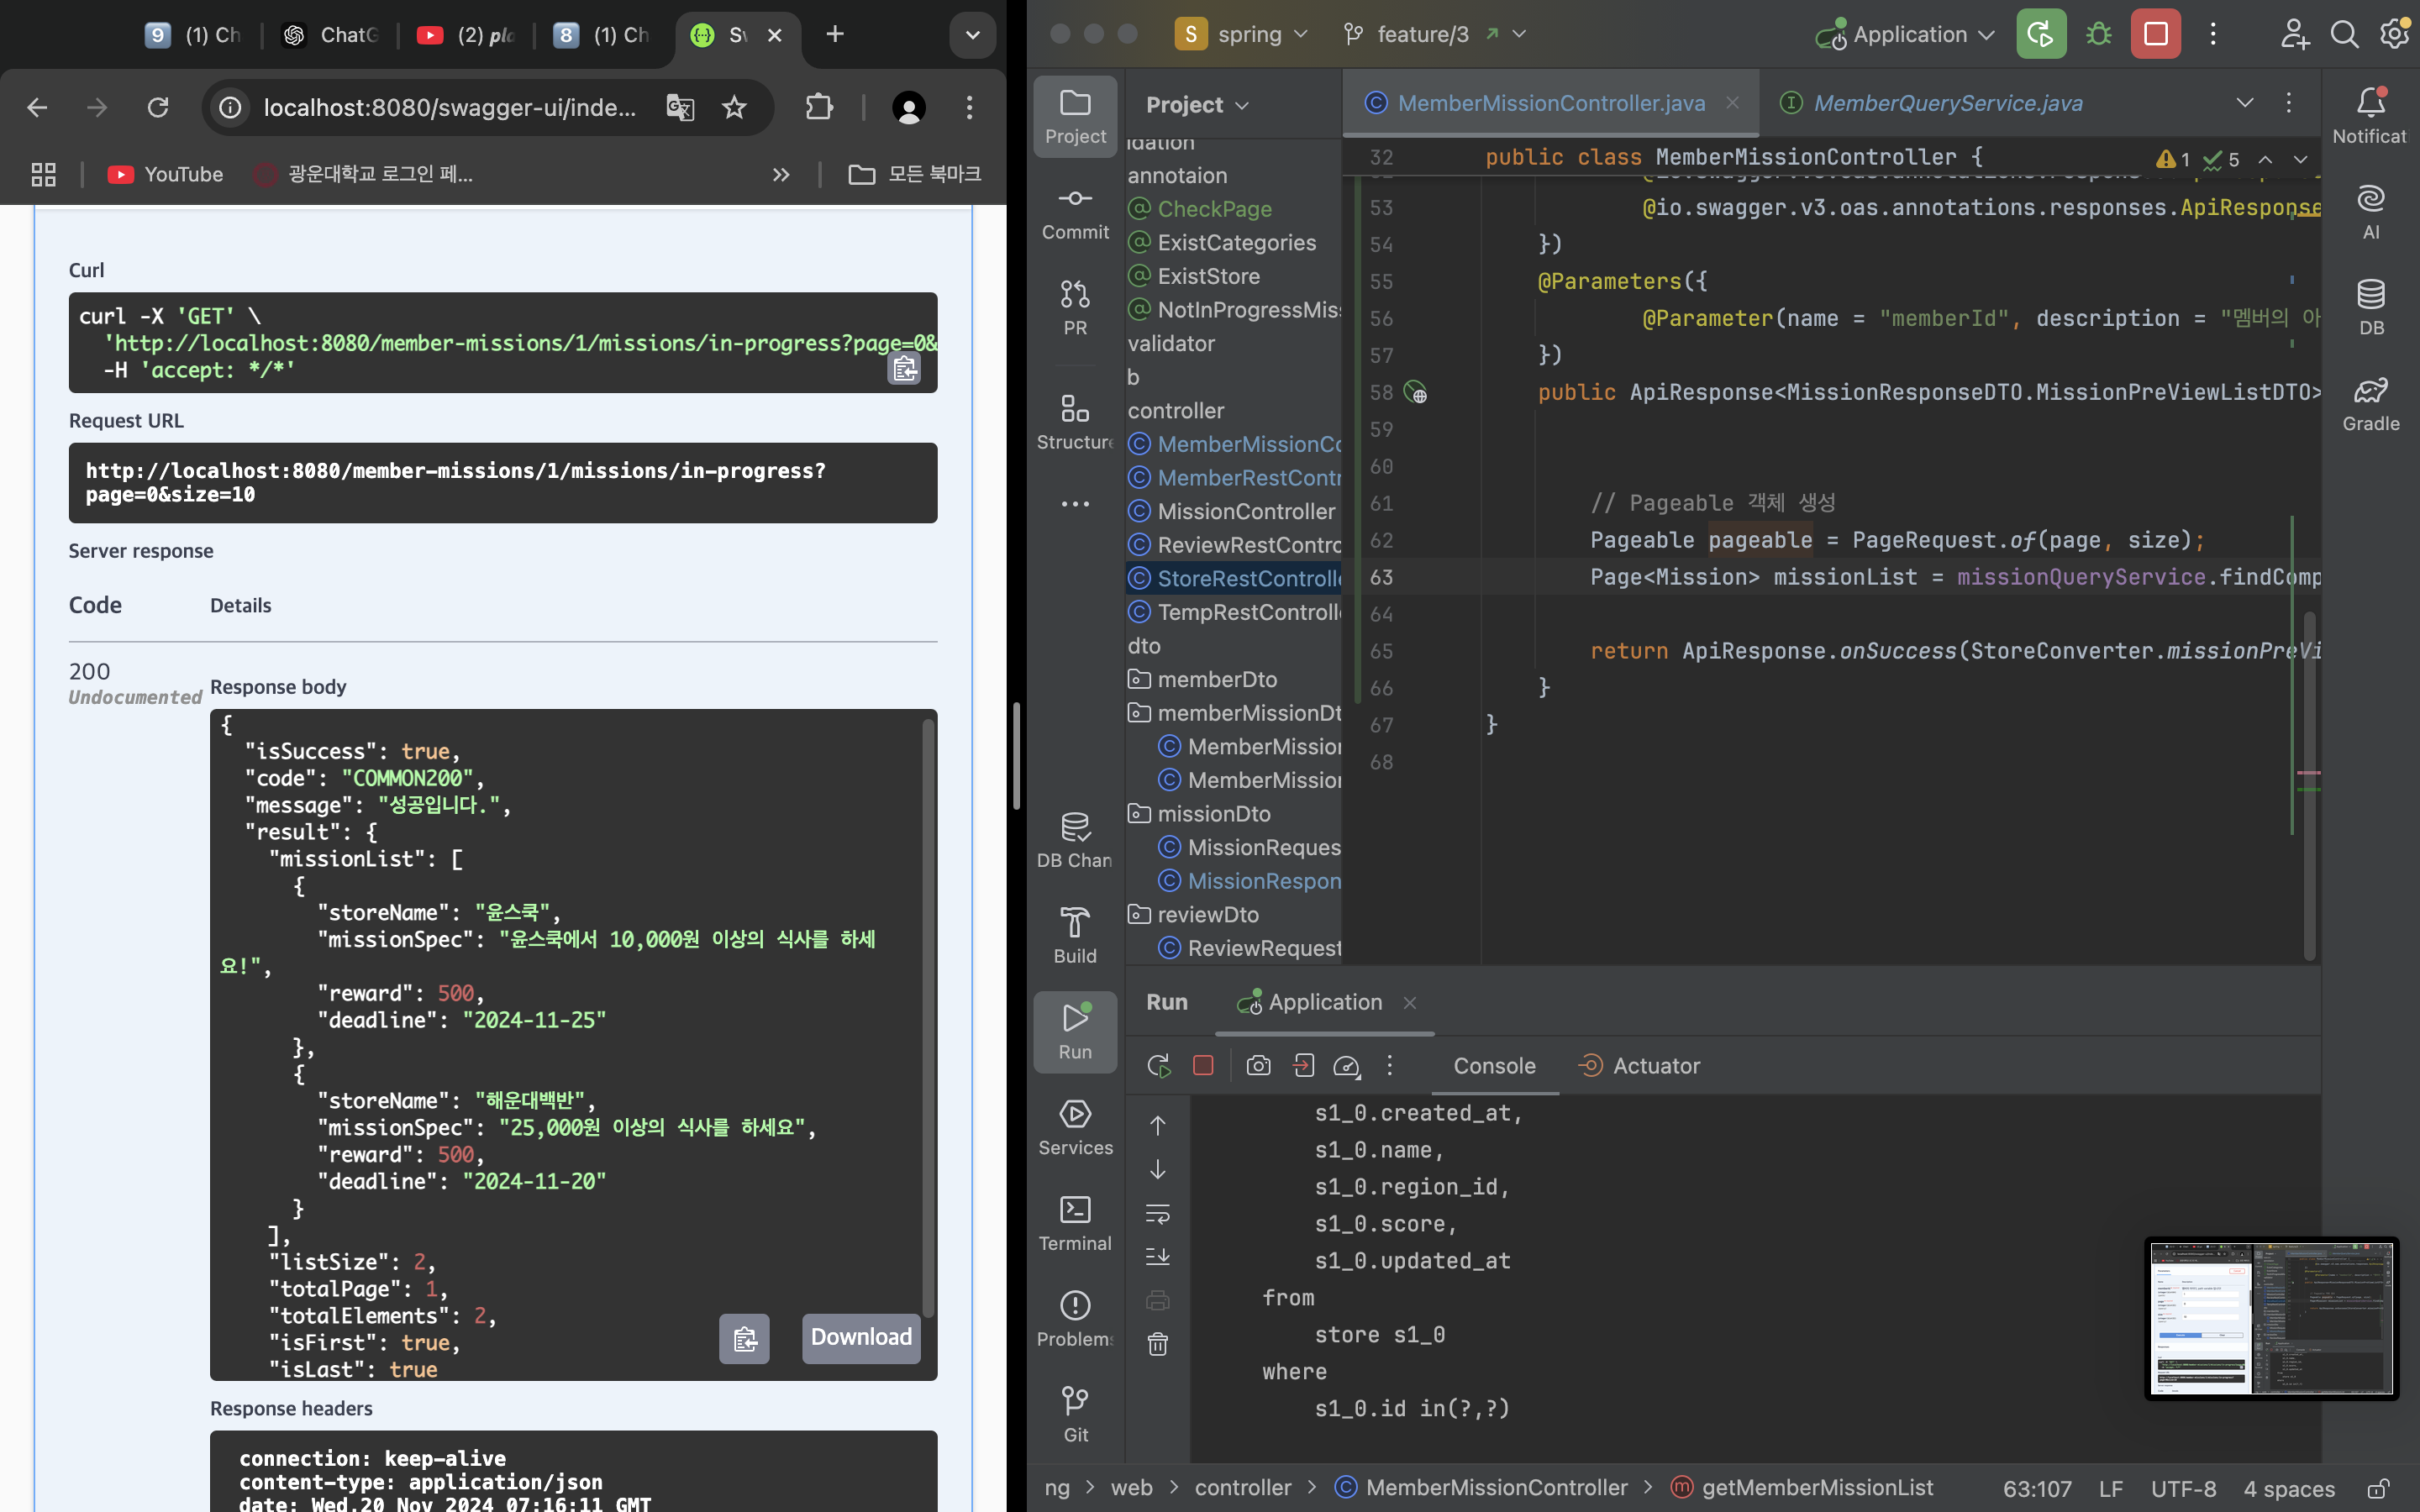 (1) Ch
ChatG
(2) pla
(1) Ch
Sw
localhost:8080/swagger-ui/inde...
YouTube
광운대학교 로그인 페...
모든 북마크
Curl
curl -X 'GET' \
'http://localhost:8080/member-missions/1/missions/in-progress?page=0&
-H 'accept: */*'
Request URL
http://localhost:8080/member-missions/1/missions/in-progress?
page=0&size=10
Server response
Code Details
200
Undocumented
Response body
{
"isSuccess": true,
"code": "COMMON200",
"message": "성공입니다.",
"result": {
"missionList": [
{
"storeName": "윤스쿡",
"missionSpec": "윤스쿡에서 10,000원 이상의 식사를 하세
요!",
"reward": 500,
"deadline": "2024-11-25"
},
{
"storeName": "해운대백반",
"missionSpec": "25,000원 이상의 식사를 하세요",
"reward": 500,
"deadline": "2024-11-20"
}
],
"listSize": 2,
"totalPage": 1,
"totalElements": 2,
"isFirst": true,
"isLast": true
Download
Response headers
connection: keep-alive
content-type: application/json
date: Wed,20 Nov 2024 07:16:11 GMT
S spring
feature/3
Application
Project
Commit
PR
Structure
DB Chan
Build
Run
Services
Terminal
Problems
Git
Project
idation
annotaion
CheckPage
ExistCategories
ExistStore
NotInProgressMis
validator
b
controller
MemberMissionCo
MemberRestContr
MissionController
ReviewRestContro
StoreRestControlle
TempRestControlle
dto
memberDto
memberMissionDt
MemberMission
MemberMission
missionDto
MissionReques
MissionRespon
reviewDto
ReviewRequest
MemberMissionController.java
MemberQueryService.java
32 public class MemberMissionController {
1 5
53 @io.swagger.v3.oas.annotations.responses.ApiResponse
54 })
55 @Parameters({
56 @Parameter(name = "memberId", description = "멤버의 아
57 })
58 public ApiResponse<MissionResponseDTO.MissionPreViewListDTO>
59
60
61 // Pageable 객체 생성
62 Pageable pageable = PageRequest.of(page, size);
63 Page<Mission> missionList = missionQueryService.findComp
64
65 return ApiResponse.onSuccess(StoreConverter.missionPreVi
66 }
67 }
68
Notificat
AI
DB
Gradle
Run Application
Console Actuator
s1_0.created_at,
s1_0.name,
s1_0.region_id,
s1_0.score,
s1_0.updated_at
from
store s1_0
where
s1_0.id in(?,?)
ng > web > controller > MemberMissionController > getMemberMissionList
63:107 LF UTF-8 4 spaces